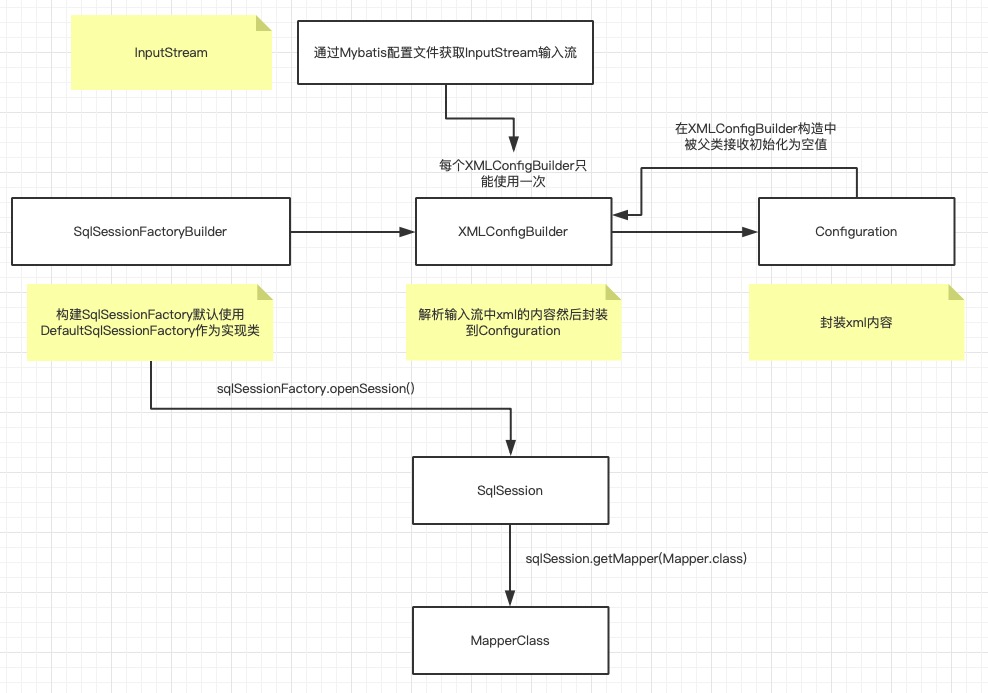 InputStream
通过Mybatis配置文件获取InputStream输入流
在XMLConfigBuilder构造中
被父类接收初始化为空值
每个XMLConfigBuilder只
能使用一次
SqlSessionFactoryBuilder
XMLConfigBuilder
Configuration
构建SqlSessionFactory默认使用
DefaultSqlSessionFactory作为实现类
解析输入流中xml的内容然后封装
到Configuration
封装xml内容
sqlSessionFactory.openSession()
SqlSession
sqlSession.getMapper(Mapper.class)
MapperClass